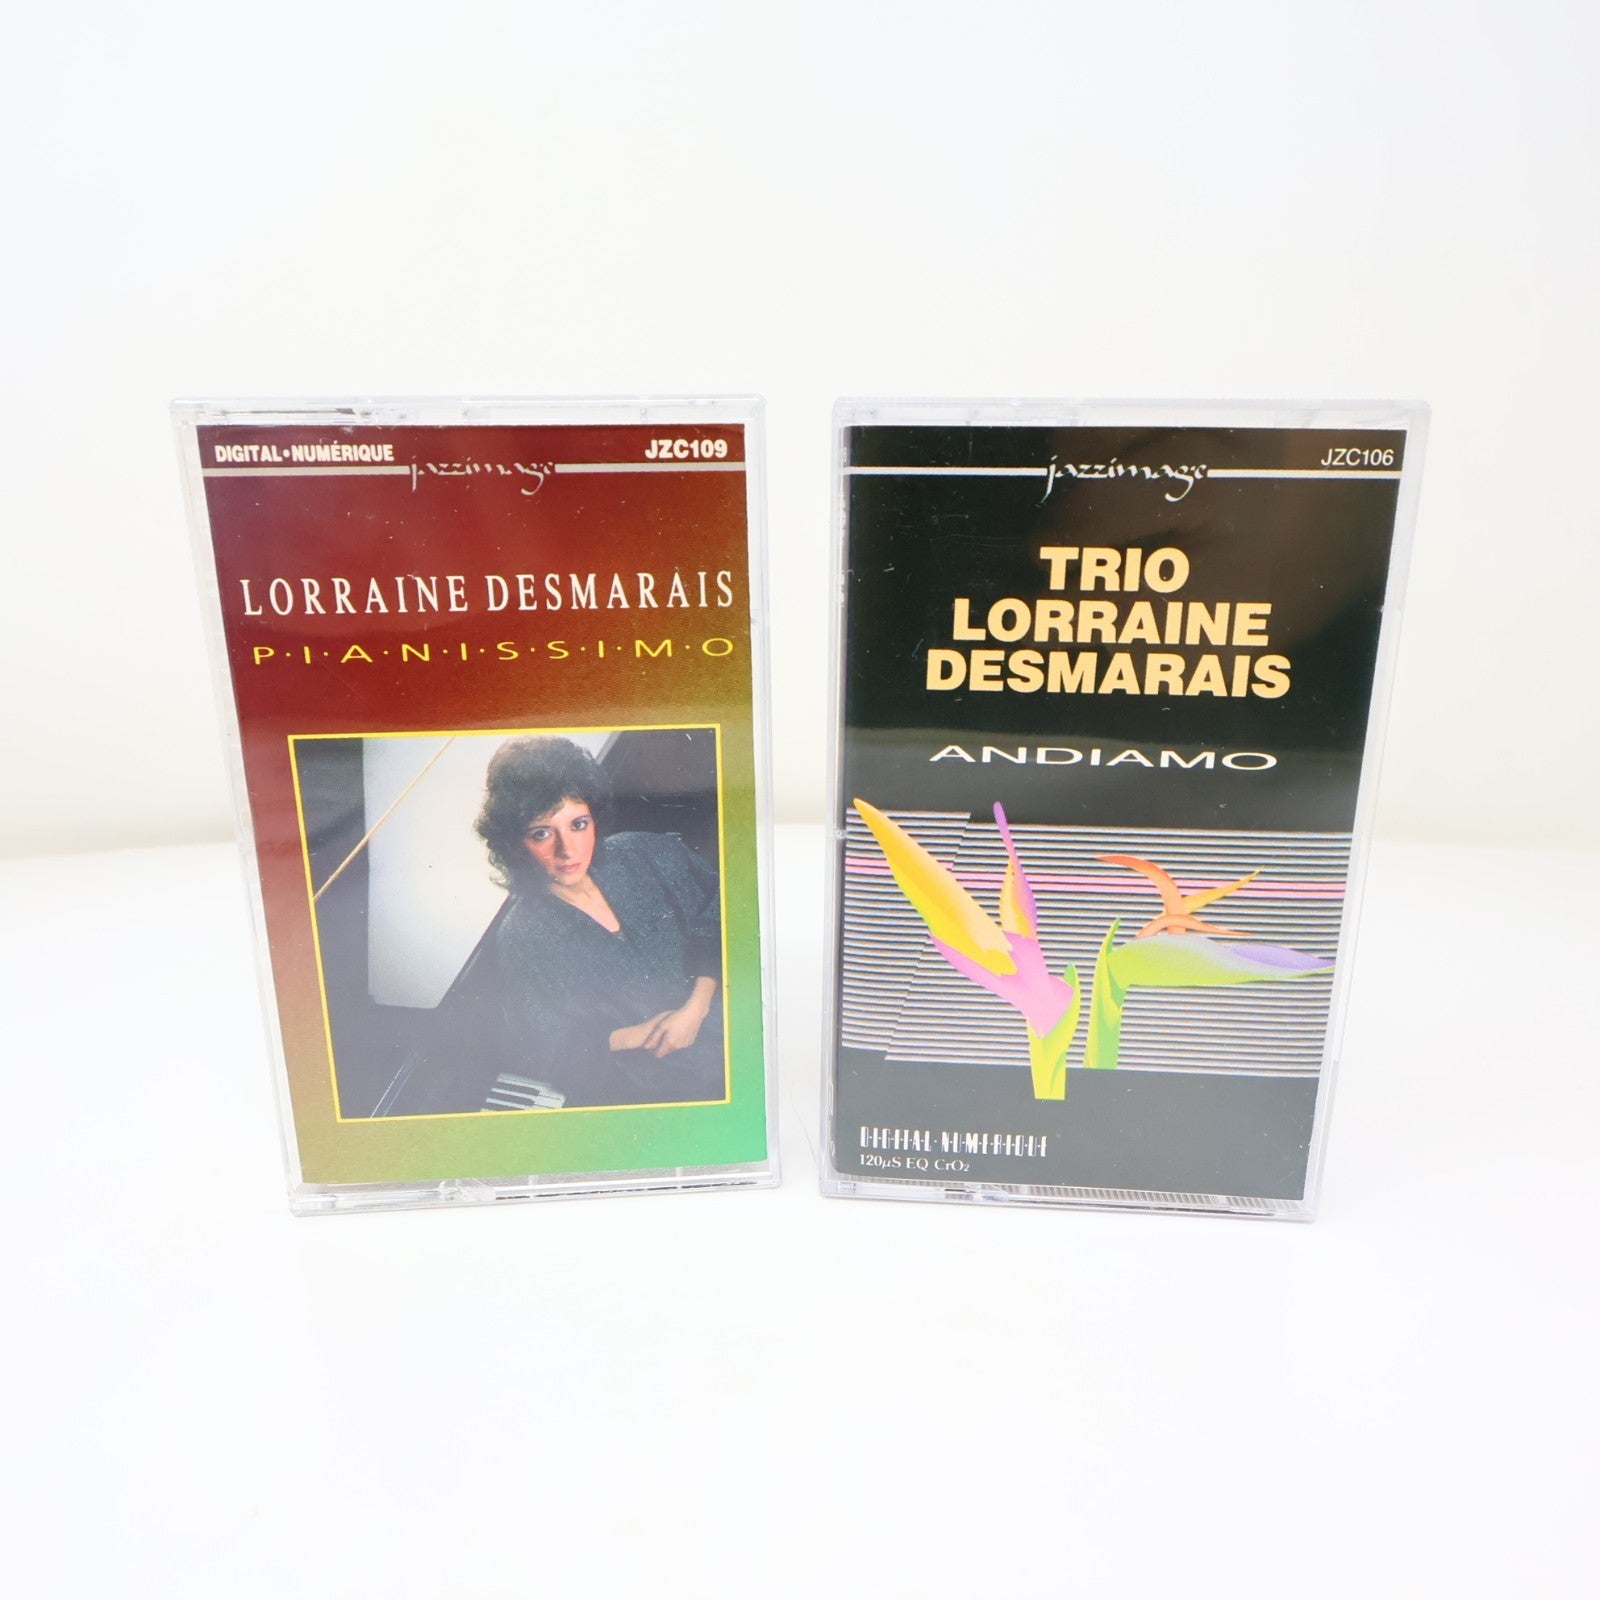 DIGITAL•NUMÉRIQUE
JZC109
jazzimage
LORRAINE DESMARAIS
P·I·A·N·I·S·S·I·M·O
JZC106
jazzimage
TRIO
LORRAINE
DESMARAIS
ANDIAMO
DIGITAL·NUMERIQUE
120µS EQ CrO₂